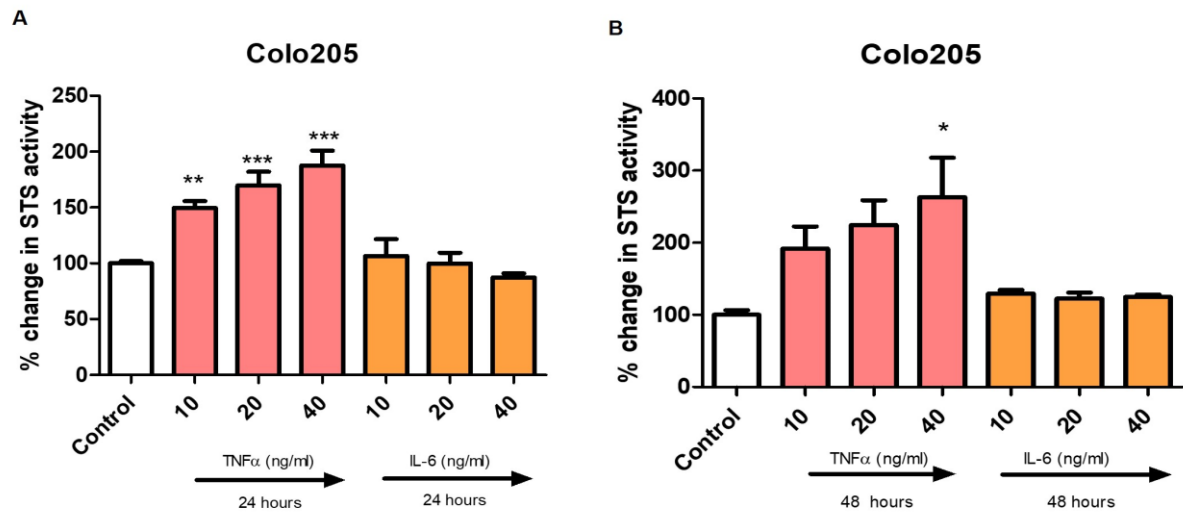 A
Colo205
% change in STS activity
250
200
150
100
50
0
**
***
***
Control
10
20
40
10
20
40
TNFα (ng/ml)
IL-6 (ng/ml)
24 hours
24 hours
B
Colo205
% change in STS activity
400
300
200
100
0
*
Control
10
20
40
10
20
40
TNFα (ng/ml)
IL-6 (ng/ml)
48 hours
48 hours